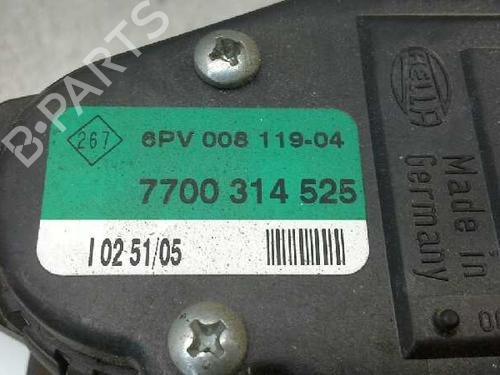 267
6PV 008 119-04
7700 314 525
I 02 51/05
HELLA
Made in
Germany
B-PARTS